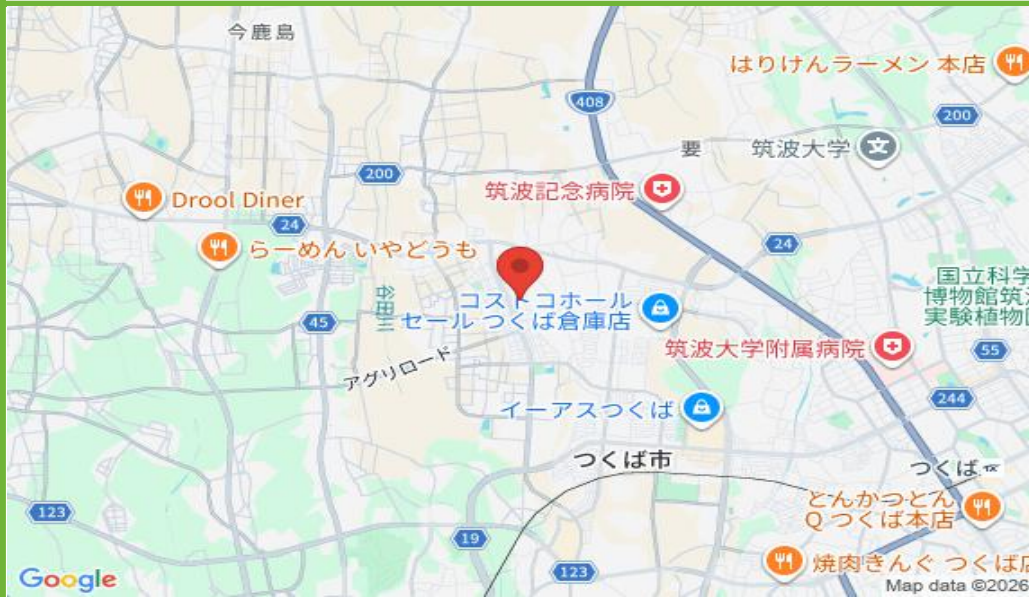 今鹿島
はりけんラーメン 本店
408
200
要
筑波大学
200
筑波記念病院
Drool Diner
24
24
らーめん いやどうも
国立科学
博物館筑波
実験植物園
谷田川
コストコホール
セール つくば倉庫店
45
筑波大学附属病院
55
アグリロード
244
イーアスつくば
つくば市
つくば
とんかつとん
Q つくば本店
123
19
123
焼肉きんぐ つくば店
Google
Map data ©2026